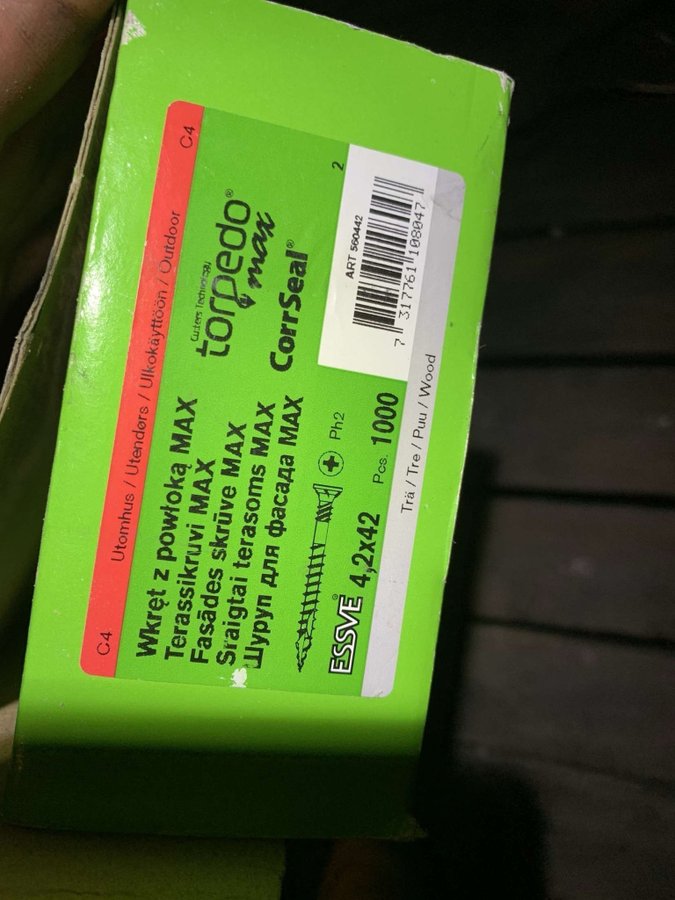 C4 Utomhus / Utendørs / Ulkokäyttöön / Outdoor C4
Wkręt z powłoką MAX
Terassikruvi MAX
Fasādes skrūve MAX
Sraigtai terasoms MAX
Шуруп для фасада MAX
Cutters Technology
torpedo®
max
CorrSeal®
Ph2
ESSVE® 4,2x42 Pcs. 1000
2
ART 560442
7 317761 108047
Trä / Tre / Puu / Wood